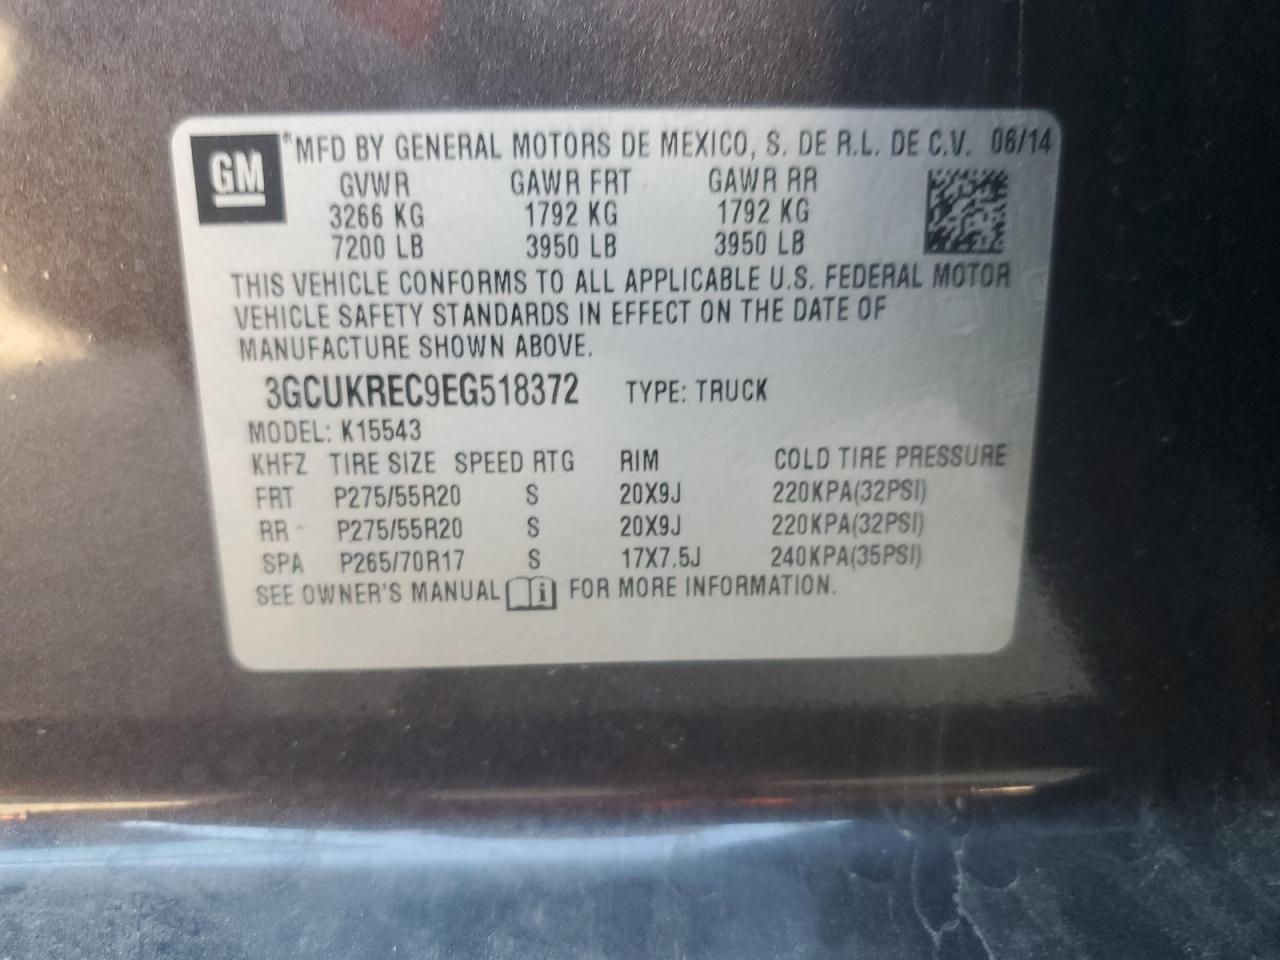 GM
MFD BY GENERAL MOTORS DE MEXICO, S. DE R.L. DE C.V. 06/14
GVWR GAWR FRT GAWR RR
3266 KG 1792 KG 1792 KG
7200 LB 3950 LB 3950 LB
THIS VEHICLE CONFORMS TO ALL APPLICABLE U.S. FEDERAL MOTOR
VEHICLE SAFETY STANDARDS IN EFFECT ON THE DATE OF
MANUFACTURE SHOWN ABOVE.
3GCUKREC9EG518372 TYPE: TRUCK
MODEL: K15543
KHFZ TIRE SIZE SPEED RTG RIM COLD TIRE PRESSURE
FRT P275/55R20 S 20X9J 220KPA(32PSI)
RR P275/55R20 S 20X9J 220KPA(32PSI)
SPA P265/70R17 S 17X7.5J 240KPA(35PSI)
SEE OWNER'S MANUAL i FOR MORE INFORMATION.